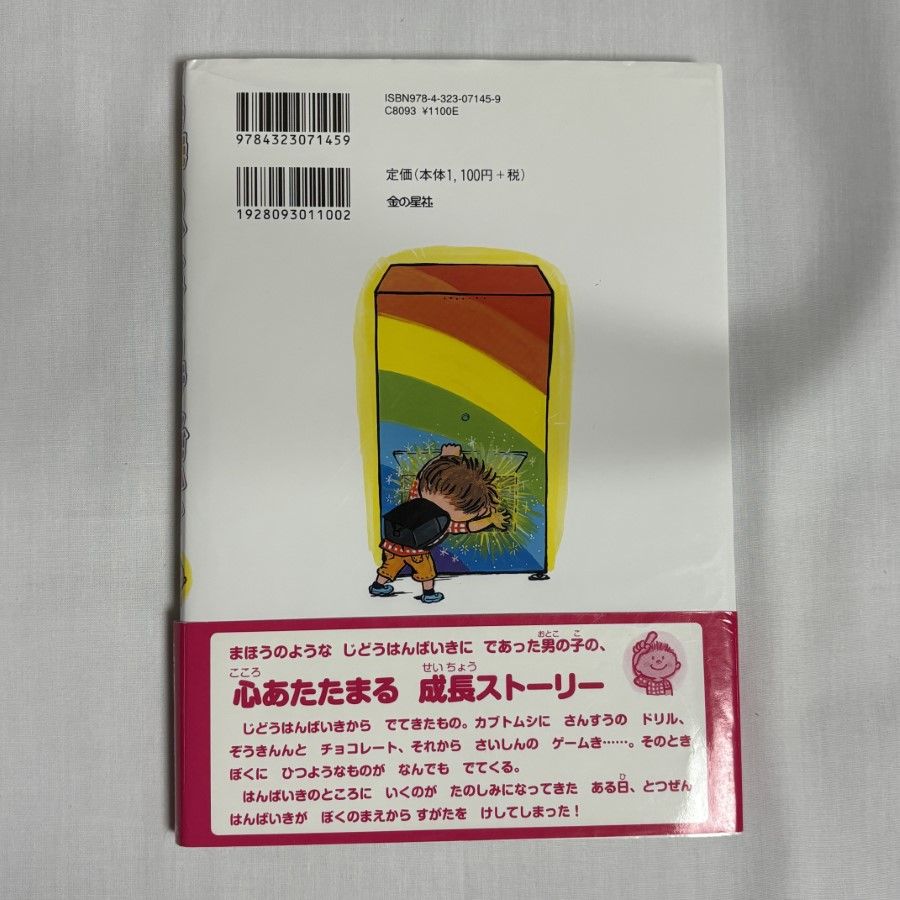 ISBN978-4-323-07145-9
C8093 ¥1100E
9784323071459
定価(本体1,100円+税)
金の星社
1928093011002
まほうのような じどうはんばいきに であった男の子の、
心あたたまる 成長ストーリー
じどうはんばいきから でてきたもの。カブトムシに さんすうの ドリル、
ぞうきんんと チョコレート、それから さいしんの ゲームき……。そのとき
ぼくに ひつようなものが なんでも でてくる。
はんばいきのところに いくのが たのしみになってきた ある日、とつぜん
はんばいきが ぼくのまえから すがたを けしてしまった!